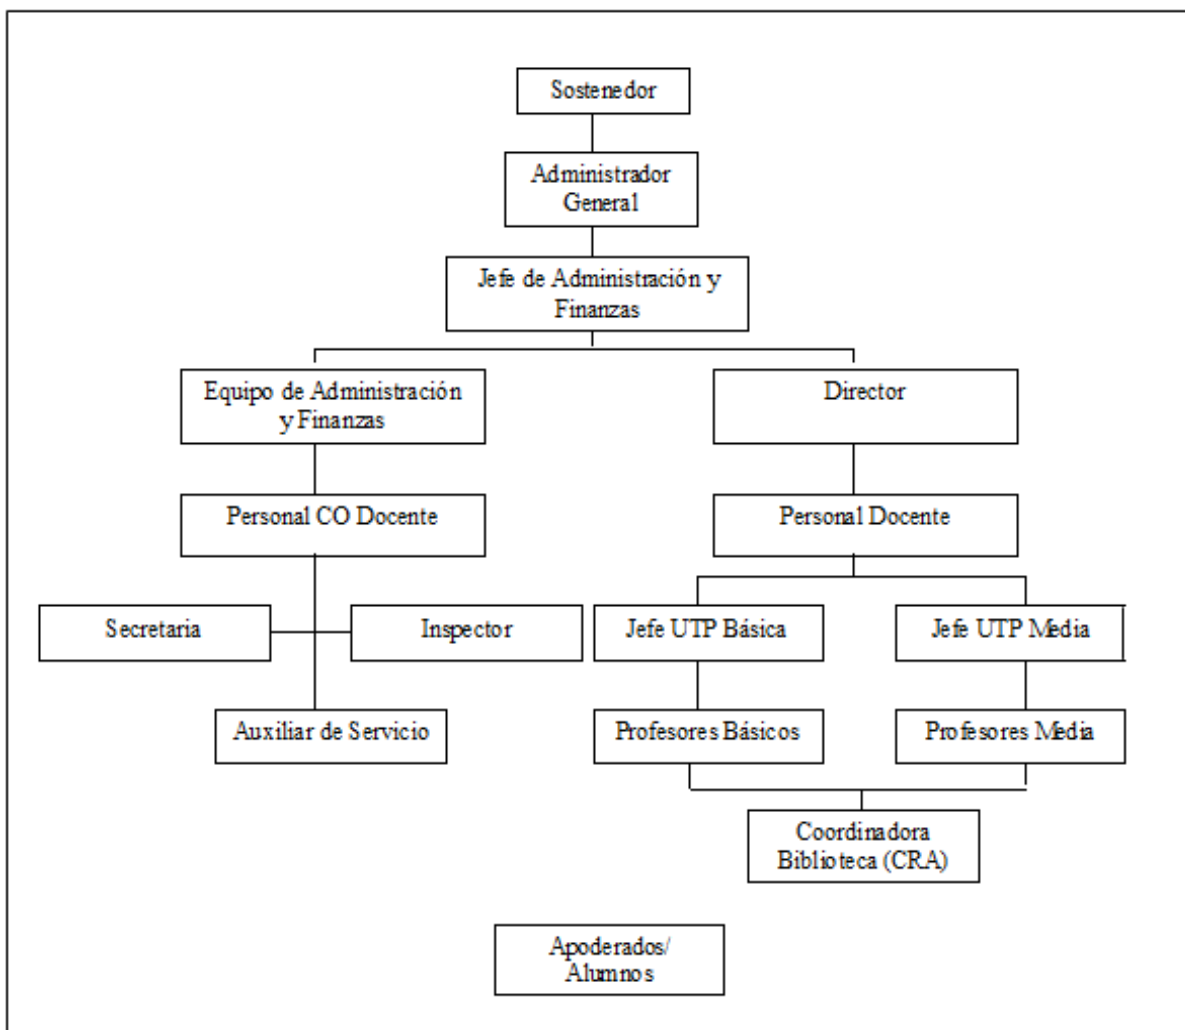 Sostenedor
Administrador
General
Jefe de Administración y
Finanzas
Equipo de Administración
y Finanzas
Director
Personal CO Docente
Personal Docente
Secretaria
Inspector
Jefe UTP Básica
Jefe UTP Media
Auxiliar de Servicio
Profesores Básicos
Profesores Media
Coordinadora
Biblioteca (CRA)
Apoderados/
Alumnos